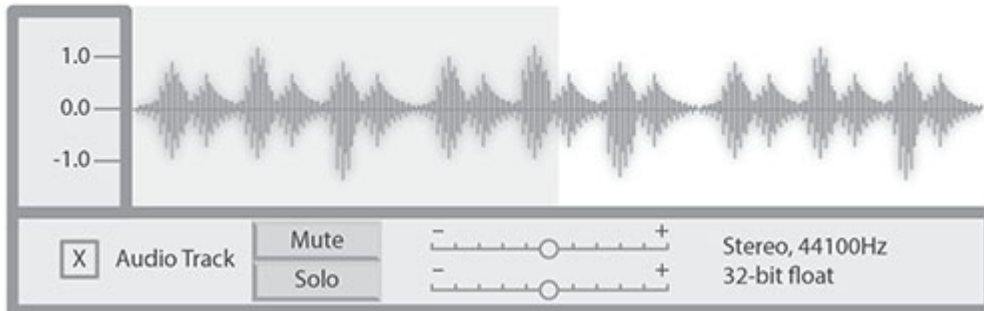 1.0
0.0
-1.0
X Audio Track
Mute
Solo
- +
- +
Stereo, 44100Hz
32-bit float